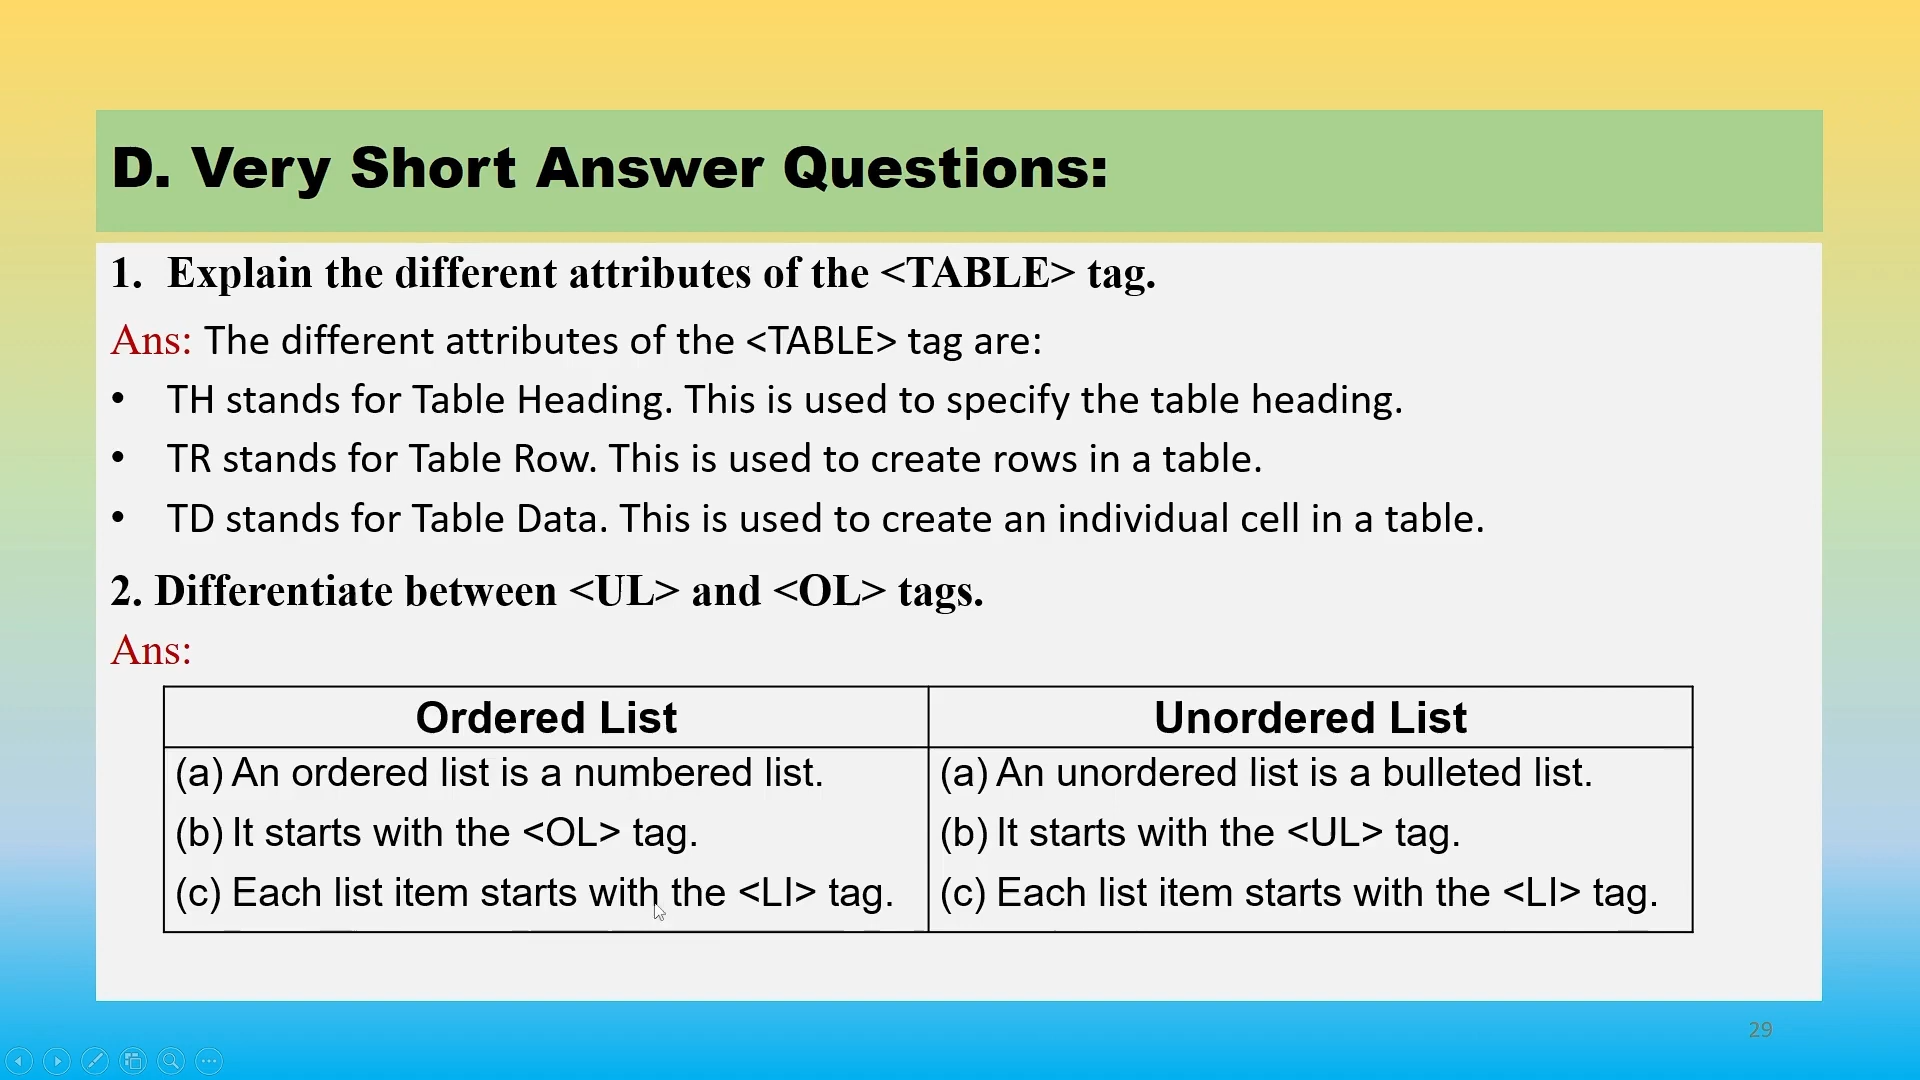 D. Very Short Answer Questions:
1. Explain the different attributes of the <TABLE> tag.
Ans: The different attributes of the <TABLE> tag are:
• TH stands for Table Heading. This is used to specify the table heading.
• TR stands for Table Row. This is used to create rows in a table.
• TD stands for Table Data. This is used to create an individual cell in a table.
2. Differentiate between <UL> and <OL> tags.
Ans:
Ordered List
(a) An ordered list is a numbered list.
(b) It starts with the <OL> tag.
(c) Each list item starts with the <LI> tag.
Unordered List
(a) An unordered list is a bulleted list.
(b) It starts with the <UL> tag.
(c) Each list item starts with the <LI> tag.
29